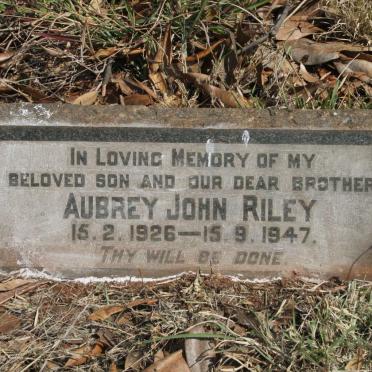 In Loving Memory of my
beloved son and our dear brother
Aubrey John Riley
15.2.1926—15.9.1947.
Thy will be done